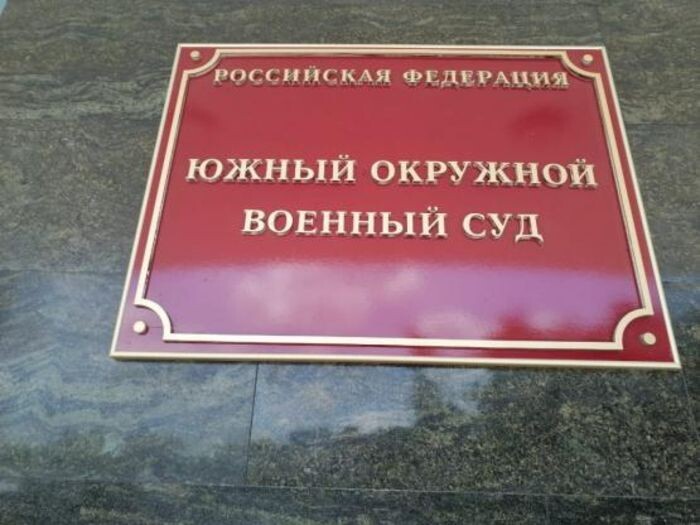 РОССИЙСКАЯ ФЕДЕРАЦИЯ
ЮЖНЫЙ ОКРУЖНОЙ
ВОЕННЫЙ СУД